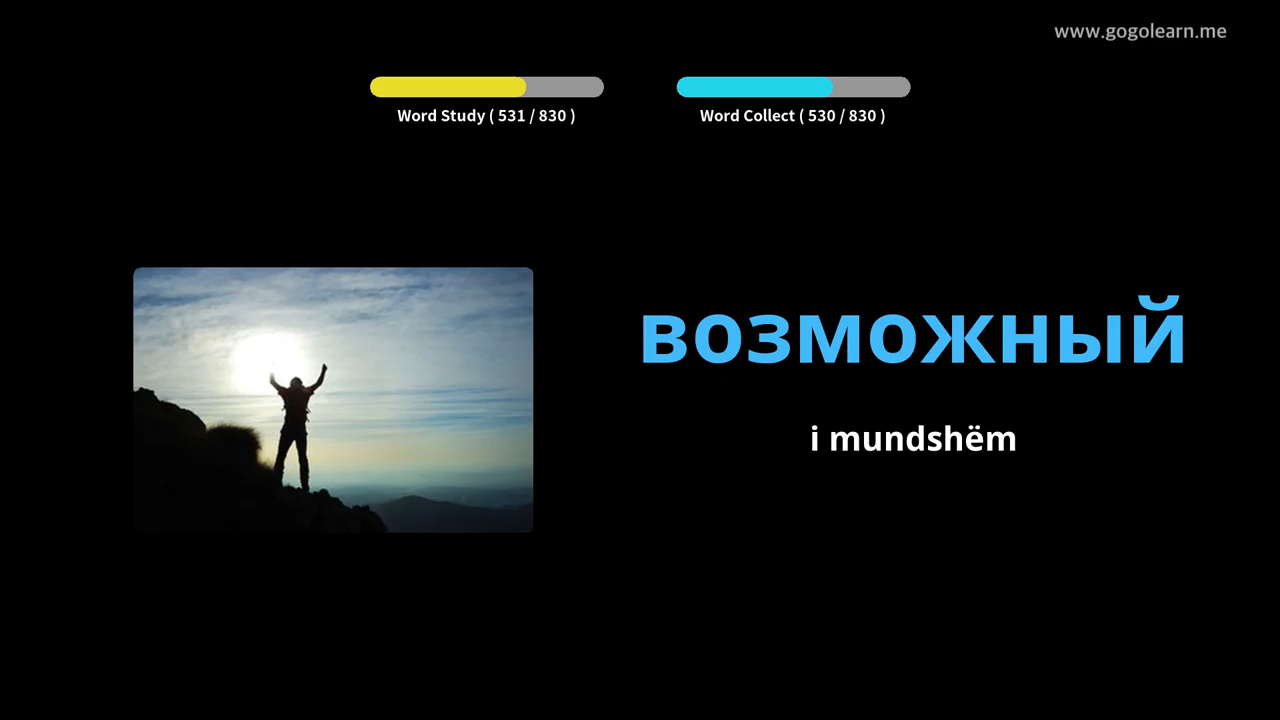 www.gogolearn.me
Word Study ( 531 / 830 )
Word Collect ( 530 / 830 )
возможный
i mundshëm